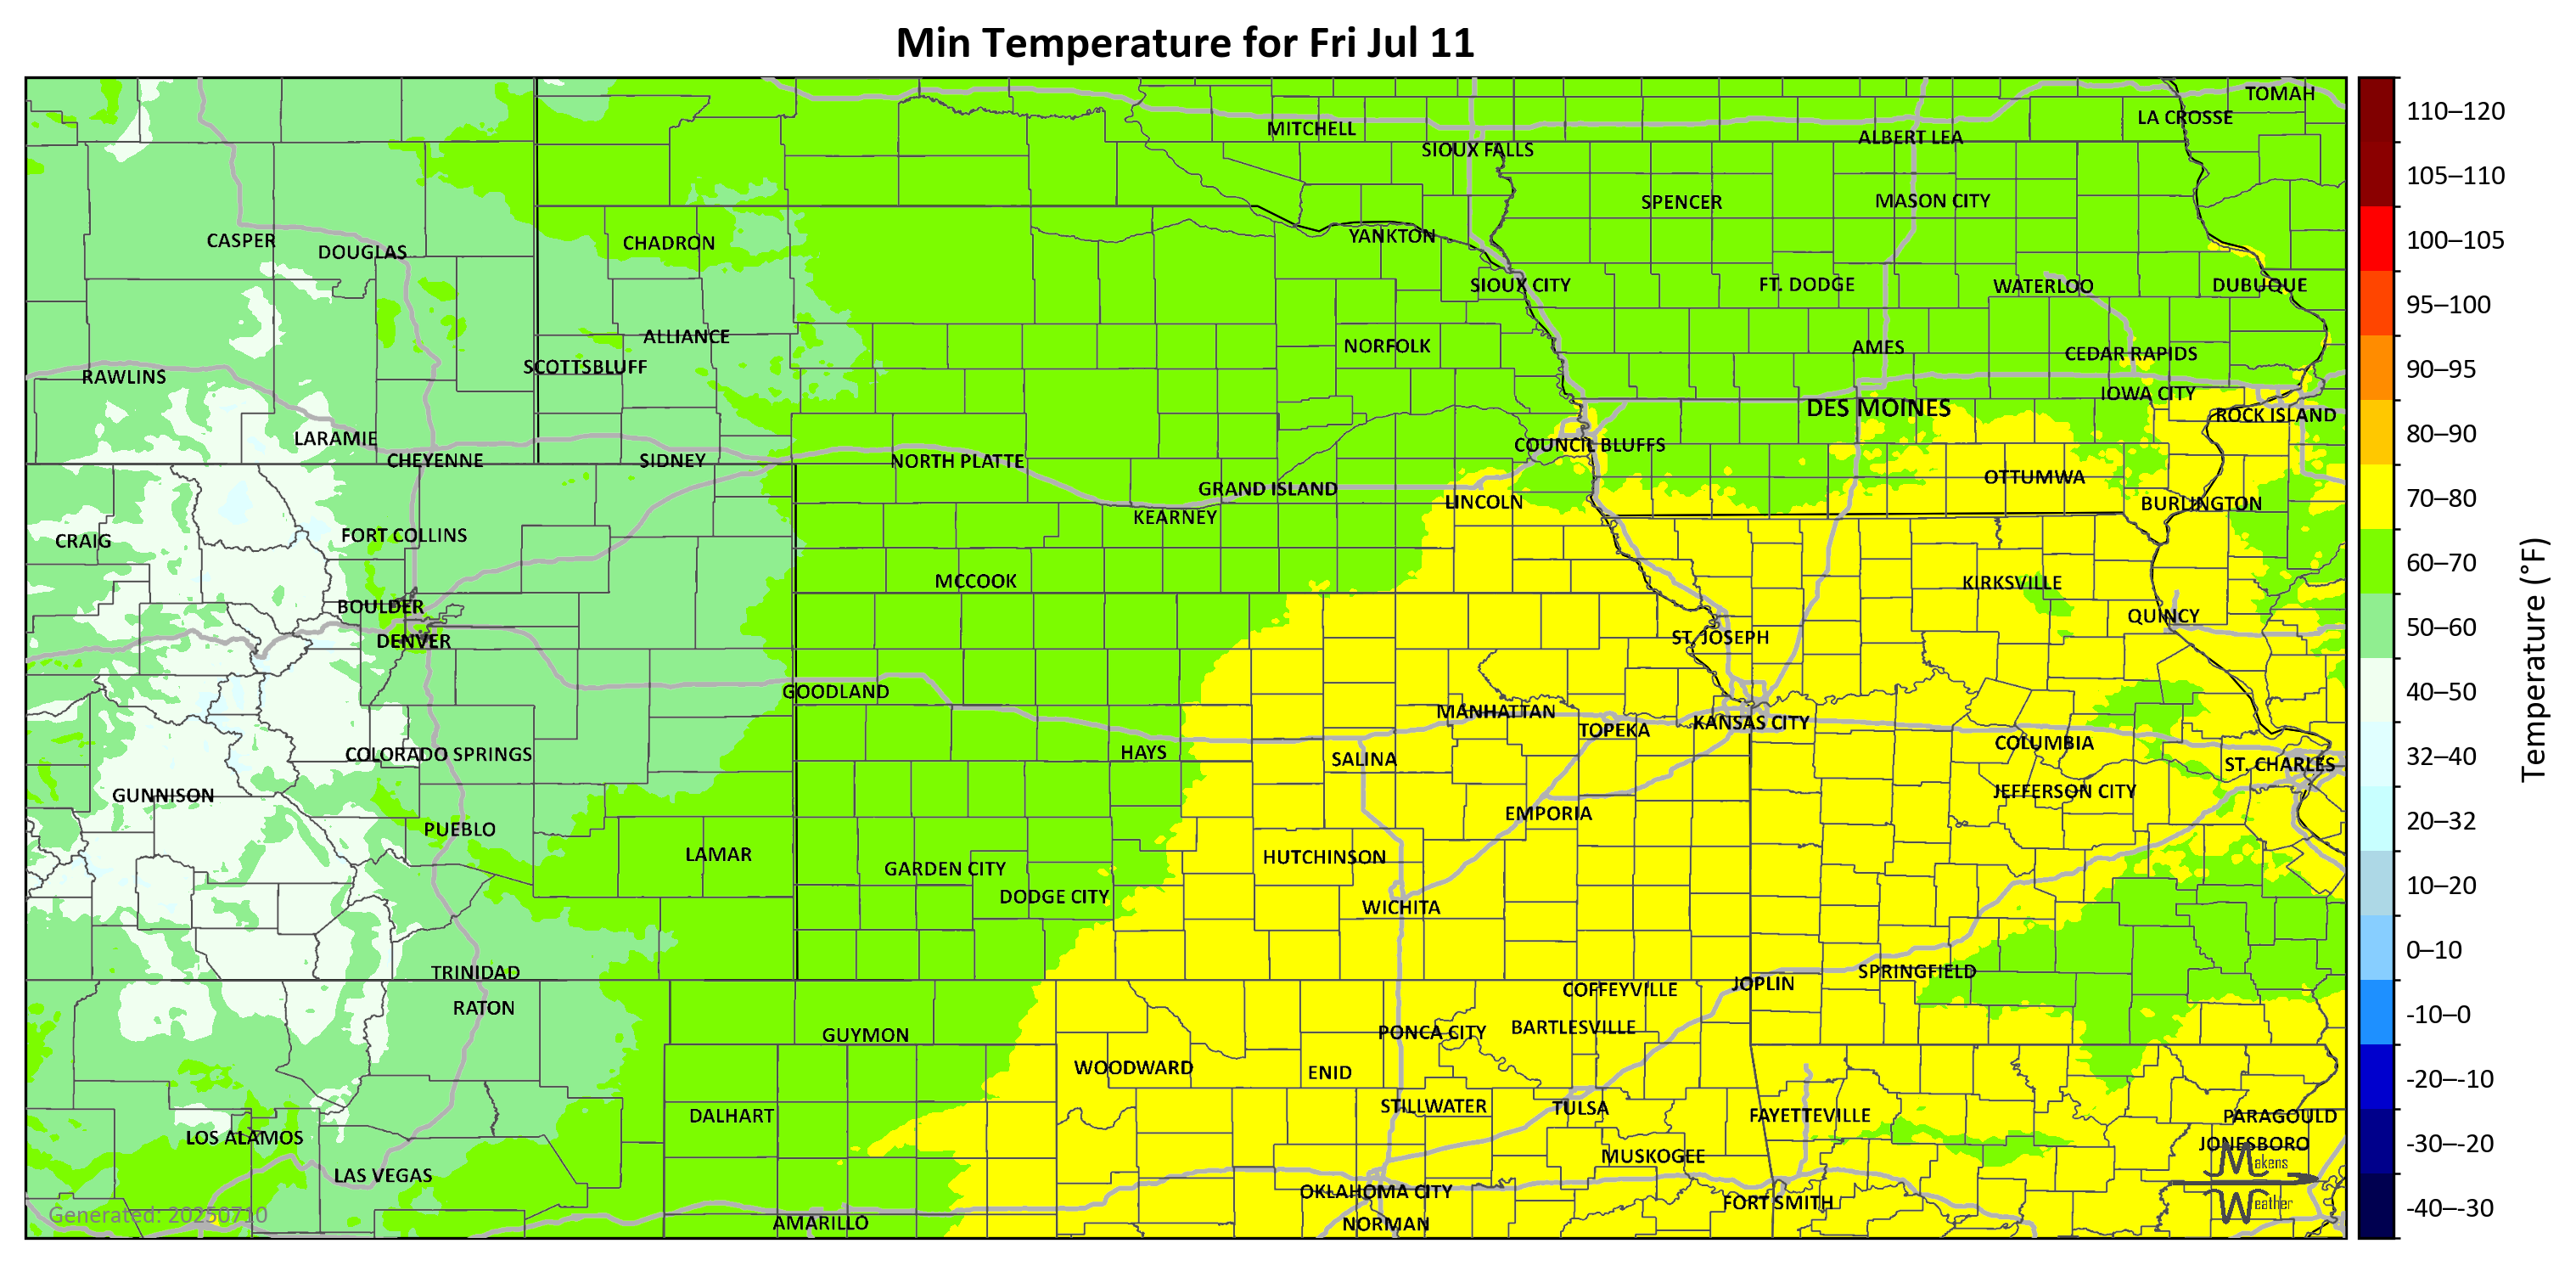 Min Temperature for Fri Jul 11
TOMAH
LA CROSSE
MITCHELL
ALBERT LEA
SIOUX FALLS
SPENCER
MASON CITY
CASPER
DOUGLAS
CHADRON
YANKTON
SIOUX CITY
FT. DODGE
WATERLOO
DUBUQUE
ALLIANCE
NORFOLK
AMES
CEDAR RAPIDS
SCOTTSBLUFF
RAWLINS
IOWA CITY
DES MOINES
ROCK ISLAND
LARAMIE
COUNCIL BLUFFS
CHEYENNE
SIDNEY
NORTH PLATTE
OTTUMWA
GRAND ISLAND
LINCOLN
BURLINGTON
KEARNEY
CRAIG
FORT COLLINS
MCCOOK
KIRKSVILLE
BOULDER
QUINCY
DENVER
ST. JOSEPH
GOODLAND
MANHATTAN
TOPEKA
KANSAS CITY
COLUMBIA
COLORADO SPRINGS
HAYS
SALINA
ST. CHARLES
GUNNISON
JEFFERSON CITY
EMPORIA
PUEBLO
LAMAR
HUTCHINSON
GARDEN CITY
DODGE CITY
WICHITA
TRINIDAD
SPRINGFIELD
JOPLIN
COFFEYVILLE
RATON
GUYMON
PONCA CITY
BARTLESVILLE
WOODWARD
ENID
STILLWATER
TULSA
DALHART
FAYETTEVILLE
PARAGOULD
LOS ALAMOS
JONESBORO
MUSKOGEE
LAS VEGAS
OKLAHOMA CITY
FORT SMITH
AMARILLO
NORMAN
Generated: 20250710
Makens
Weather
110–120
105–110
100–105
95–100
90–95
80–90
70–80
60–70
50–60
40–50
32–40
20–32
10–20
0–10
-10–0
-20–-10
-30–-20
-40–-30
Temperature (°F)